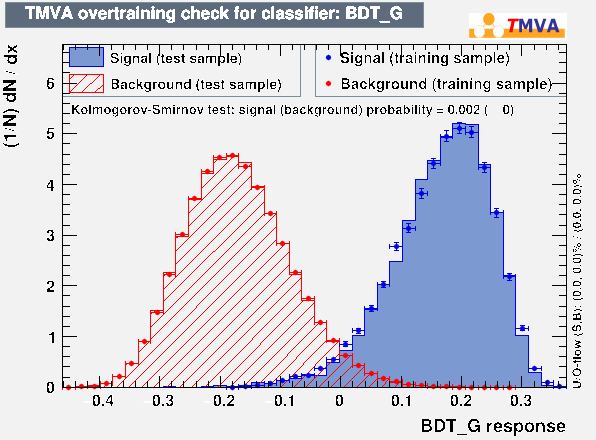 TMVA overtraining check for classifier: BDT_G
TMVA
Signal (test sample)
Background (test sample)
Signal (training sample)
Background (training sample)
Kolmogorov-Smirnov test: signal (background) probability = 0.002 ( 0)
(1/N) dN / dx
6
5
4
3
2
1
0
-0.4 -0.3 -0.2 -0.1 0 0.1 0.2 0.3
BDT_G response
U/O-flow (S,B): (0.0, 0.0)% / (0.0, 0.0)%